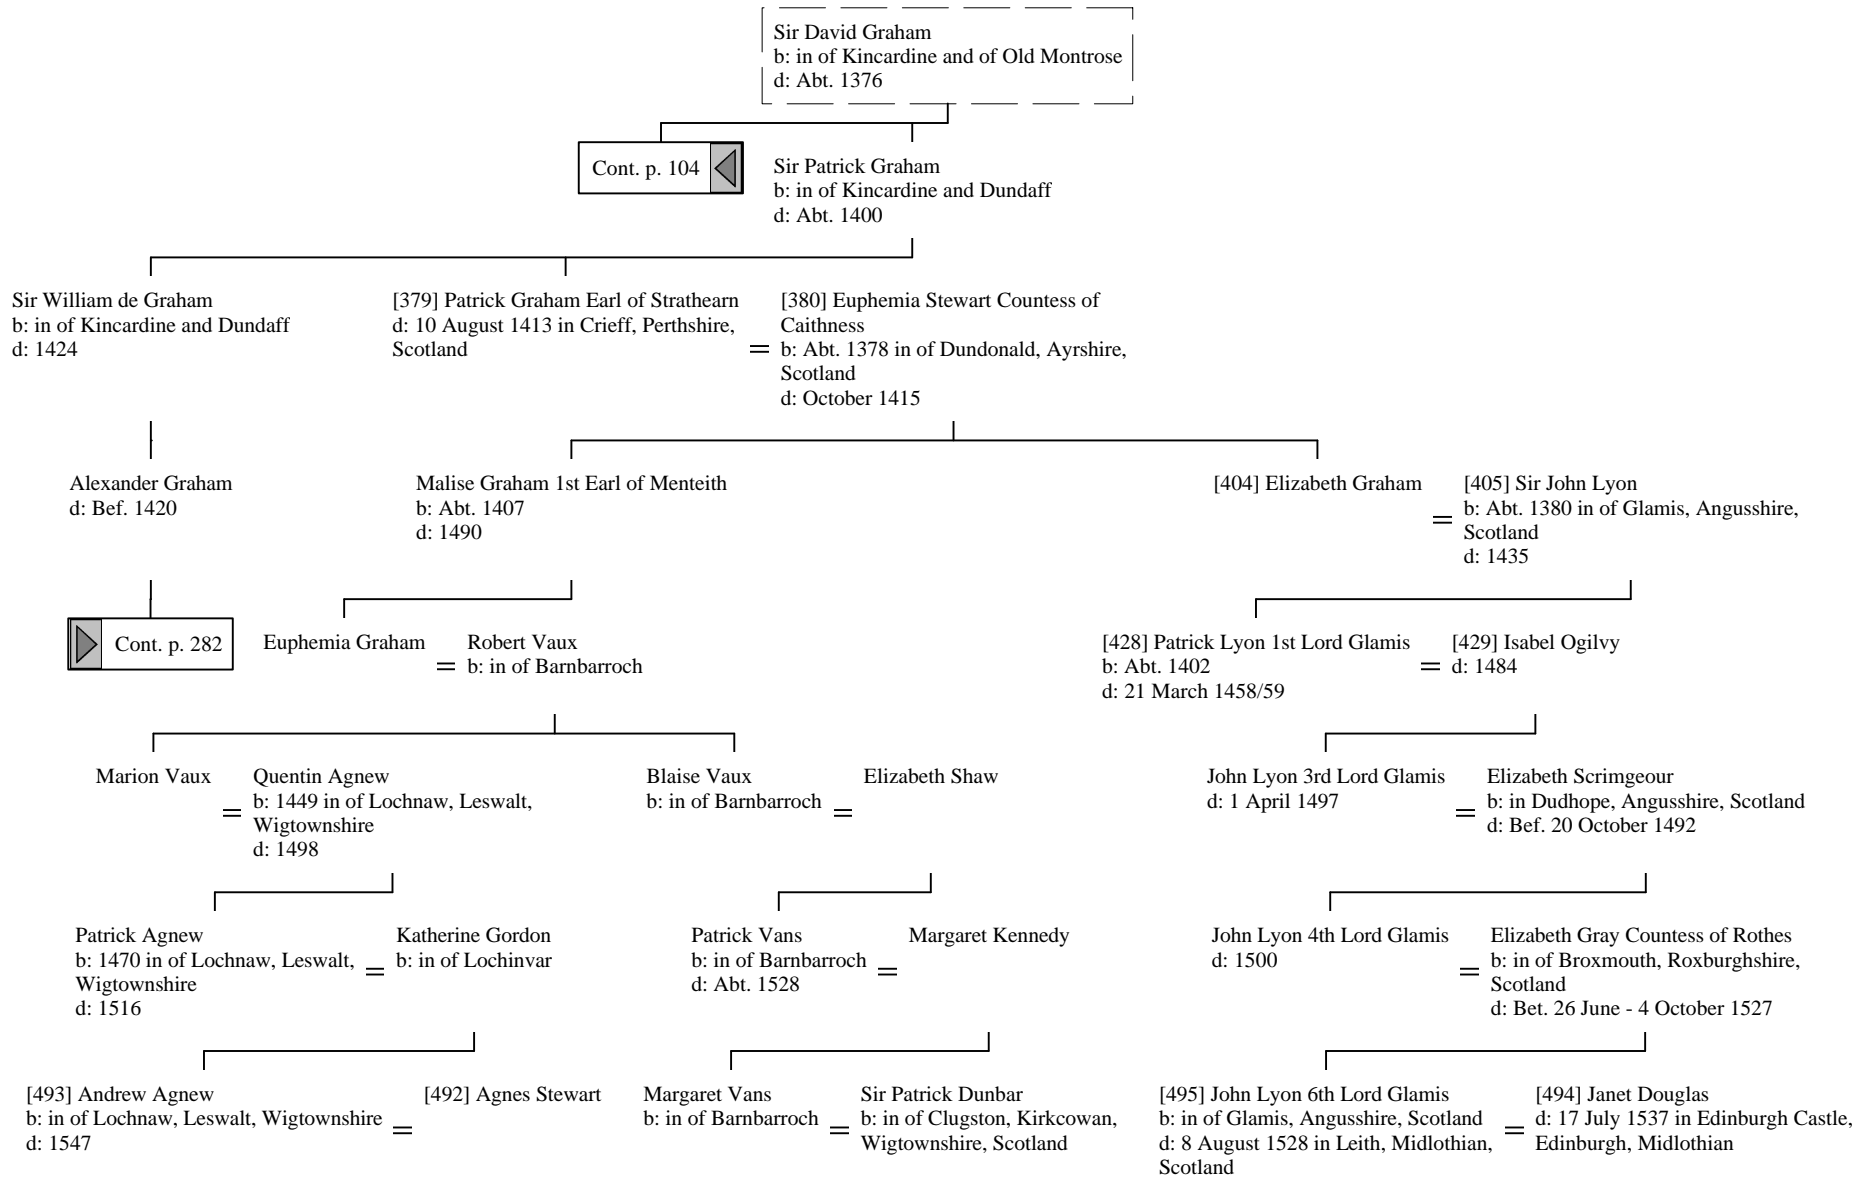 Sir David Graham
b: in of Kincardine and of Old Montrose
d: Abt. 1376
Cont. p. 104
Sir Patrick Graham
b: in of Kincardine and Dundaff
d: Abt. 1400
Sir William de Graham
b: in of Kincardine and Dundaff
d: 1424
[379] Patrick Graham Earl of Strathearn
d: 10 August 1413 in Crieff, Perthshire,
Scotland
=
[380] Euphemia Stewart Countess of
Caithness
b: Abt. 1378 in of Dundonald, Ayrshire,
Scotland
d: October 1415
Alexander Graham
d: Bef. 1420
Malise Graham 1st Earl of Menteith
b: Abt. 1407
d: 1490
[404] Elizabeth Graham
=
[405] Sir John Lyon
b: Abt. 1380 in of Glamis, Angusshire,
Scotland
d: 1435
Cont. p. 282
Euphemia Graham
=
Robert Vaux
b: in of Barnbarroch
[428] Patrick Lyon 1st Lord Glamis
b: Abt. 1402
d: 21 March 1458/59
=
[429] Isabel Ogilvy
d: 1484
Marion Vaux
=
Quentin Agnew
b: 1449 in of Lochnaw, Leswalt,
Wigtownshire
d: 1498
Blaise Vaux
b: in of Barnbarroch
=
Elizabeth Shaw
John Lyon 3rd Lord Glamis
d: 1 April 1497
=
Elizabeth Scrimgeour
b: in Dudhope, Angusshire, Scotland
d: Bef. 20 October 1492
Patrick Agnew
b: 1470 in of Lochnaw, Leswalt,
Wigtownshire
d: 1516
=
Katherine Gordon
b: in of Lochinvar
Patrick Vans
b: in of Barnbarroch
d: Abt. 1528
=
Margaret Kennedy
John Lyon 4th Lord Glamis
d: 1500
=
Elizabeth Gray Countess of Rothes
b: in of Broxmouth, Roxburghshire,
Scotland
d: Bet. 26 June - 4 October 1527
[493] Andrew Agnew
b: in of Lochnaw, Leswalt, Wigtownshire
d: 1547
=
[492] Agnes Stewart
Margaret Vans
b: in of Barnbarroch
=
Sir Patrick Dunbar
b: in of Clugston, Kirkcowan,
Wigtownshire, Scotland
[495] John Lyon 6th Lord Glamis
b: in of Glamis, Angusshire, Scotland
d: 8 August 1528 in Leith, Midlothian,
Scotland
=
[494] Janet Douglas
d: 17 July 1537 in Edinburgh Castle,
Edinburgh, Midlothian